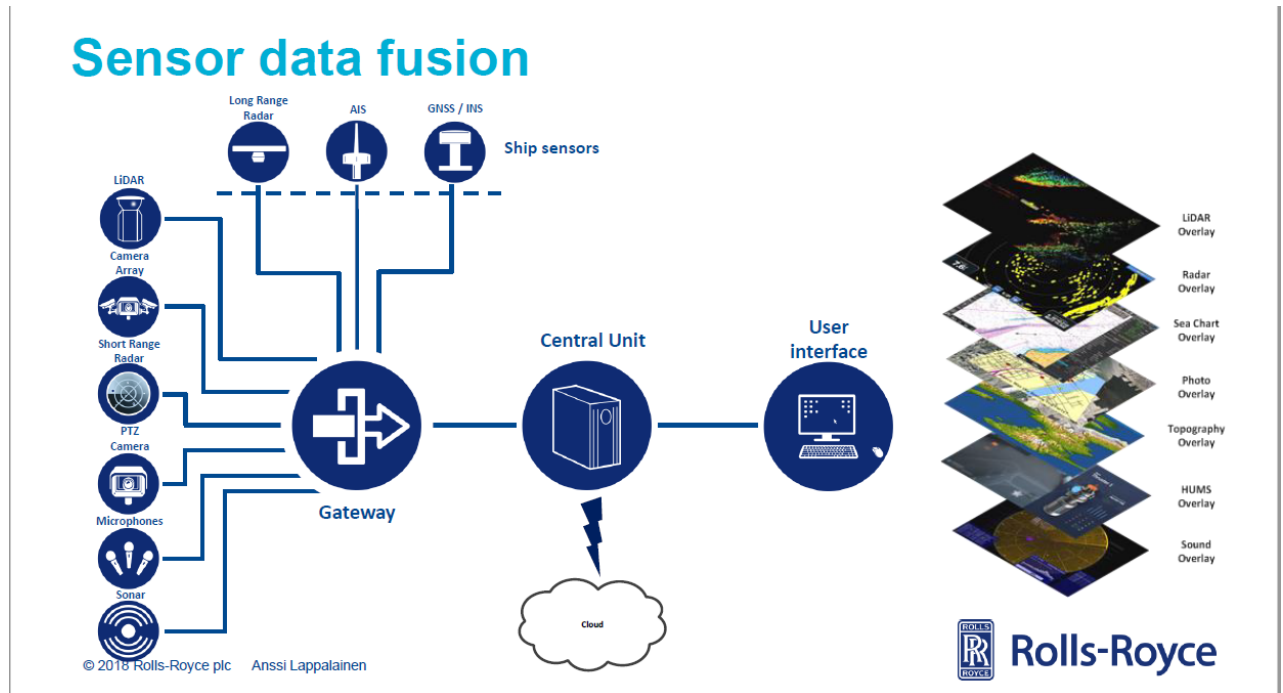 Sensor data fusion
Long Range
Radar
AIS
GNSS / INS
Ship sensors
LiDAR
Camera
Array
Short Range
Radar
PTZ
Camera
Microphones
Sonar
Gateway
Central Unit
User
interface
Cloud
LiDAR
Overlay
Radar
Overlay
Sea Chart
Overlay
Photo
Overlay
Topography
Overlay
HUMS
Overlay
Sound
Overlay
© 2018 Rolls-Royce plc Anssi Lappalainen
ROLLS
RR
ROYCE
Rolls-Royce